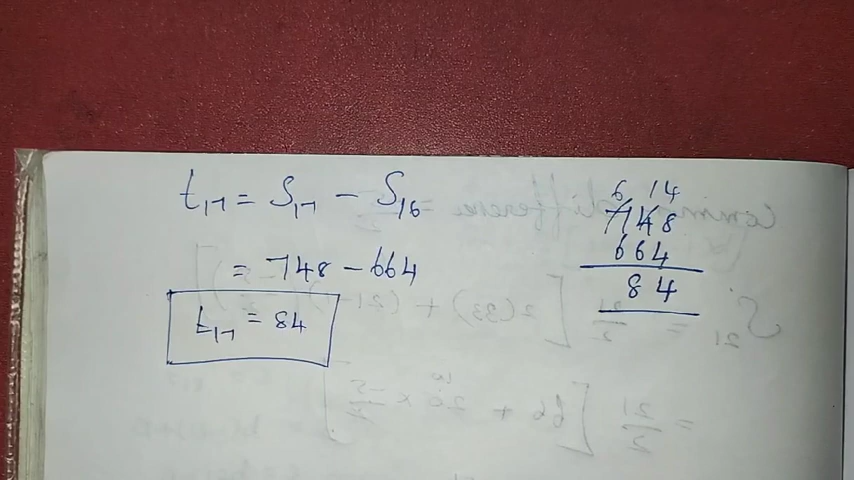 t₁₇ = S₁₇ − S₁₆
= 748 − 664
t₁₇ = 84
6 14
748
664
84